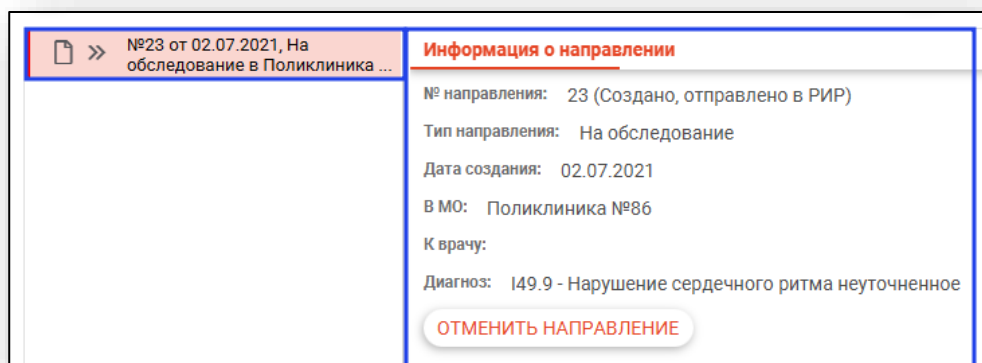 №23 от 02.07.2021, На
обследование в Поликлиника ...
Информация о направлении
№ направления: 23 (Создано, отправлено в РИР)
Тип направления: На обследование
Дата создания: 02.07.2021
В МО: Поликлиника №86
К врачу:
Диагноз: I49.9 - Нарушение сердечного ритма неуточненное
ОТМЕНИТЬ НАПРАВЛЕНИЕ